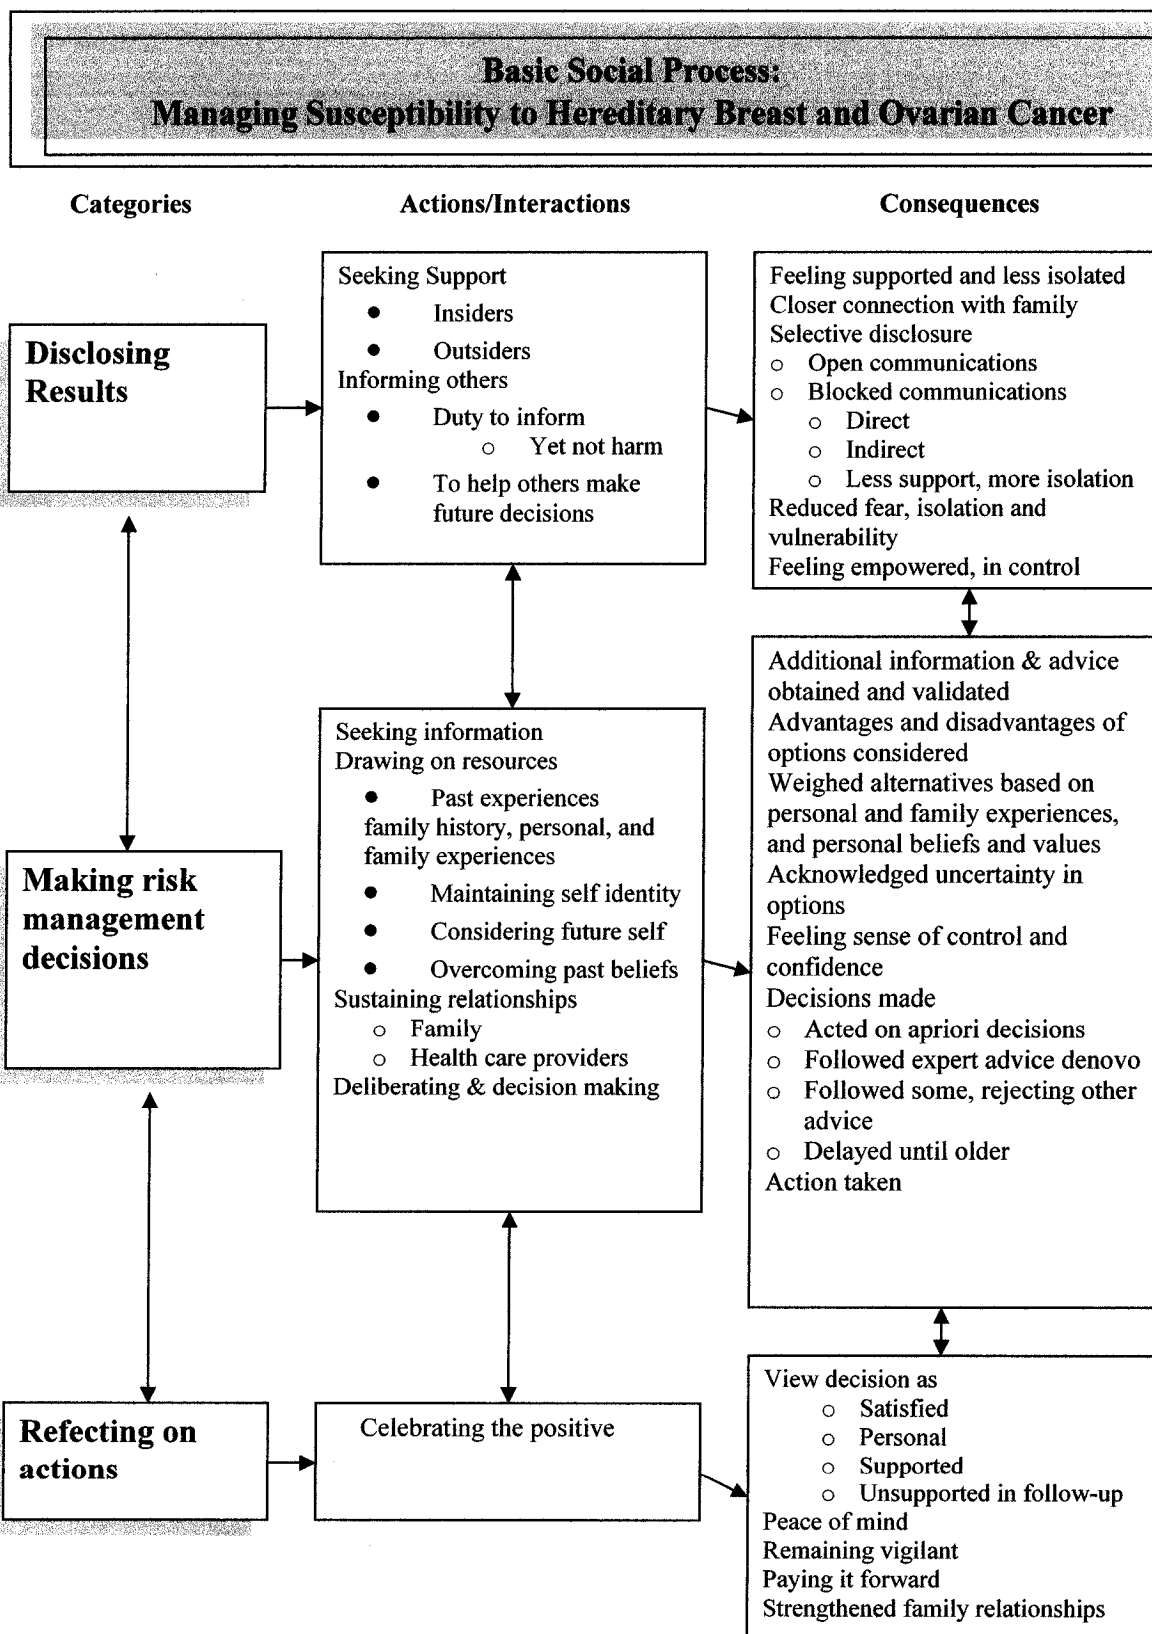 Basic Social Process:
Managing Susceptibility to Hereditary Breast and Ovarian Cancer
Categories
Actions/Interactions
Consequences
Disclosing
Results
Seeking Support
● Insiders
● Outsiders
Informing others
● Duty to inform
○ Yet not harm
● To help others make
future decisions
Feeling supported and less isolated
Closer connection with family
Selective disclosure
○ Open communications
○ Blocked communications
○ Direct
○ Indirect
○ Less support, more isolation
Reduced fear, isolation and
vulnerability
Feeling empowered, in control
Making risk
management
decisions
Seeking information
Drawing on resources
● Past experiences
family history, personal, and
family experiences
● Maintaining self identity
● Considering future self
● Overcoming past beliefs
Sustaining relationships
○ Family
○ Health care providers
Deliberating & decision making
Additional information & advice
obtained and validated
Advantages and disadvantages of
options considered
Weighed alternatives based on
personal and family experiences,
and personal beliefs and values
Acknowledged uncertainty in
options
Feeling sense of control and
confidence
Decisions made
○ Acted on apriori decisions
○ Followed expert advice denovo
○ Followed some, rejecting other
advice
○ Delayed until older
Action taken
Refecting on
actions
Celebrating the positive
View decision as
○ Satisfied
○ Personal
○ Supported
○ Unsupported in follow-up
Peace of mind
Remaining vigilant
Paying it forward
Strengthened family relationships